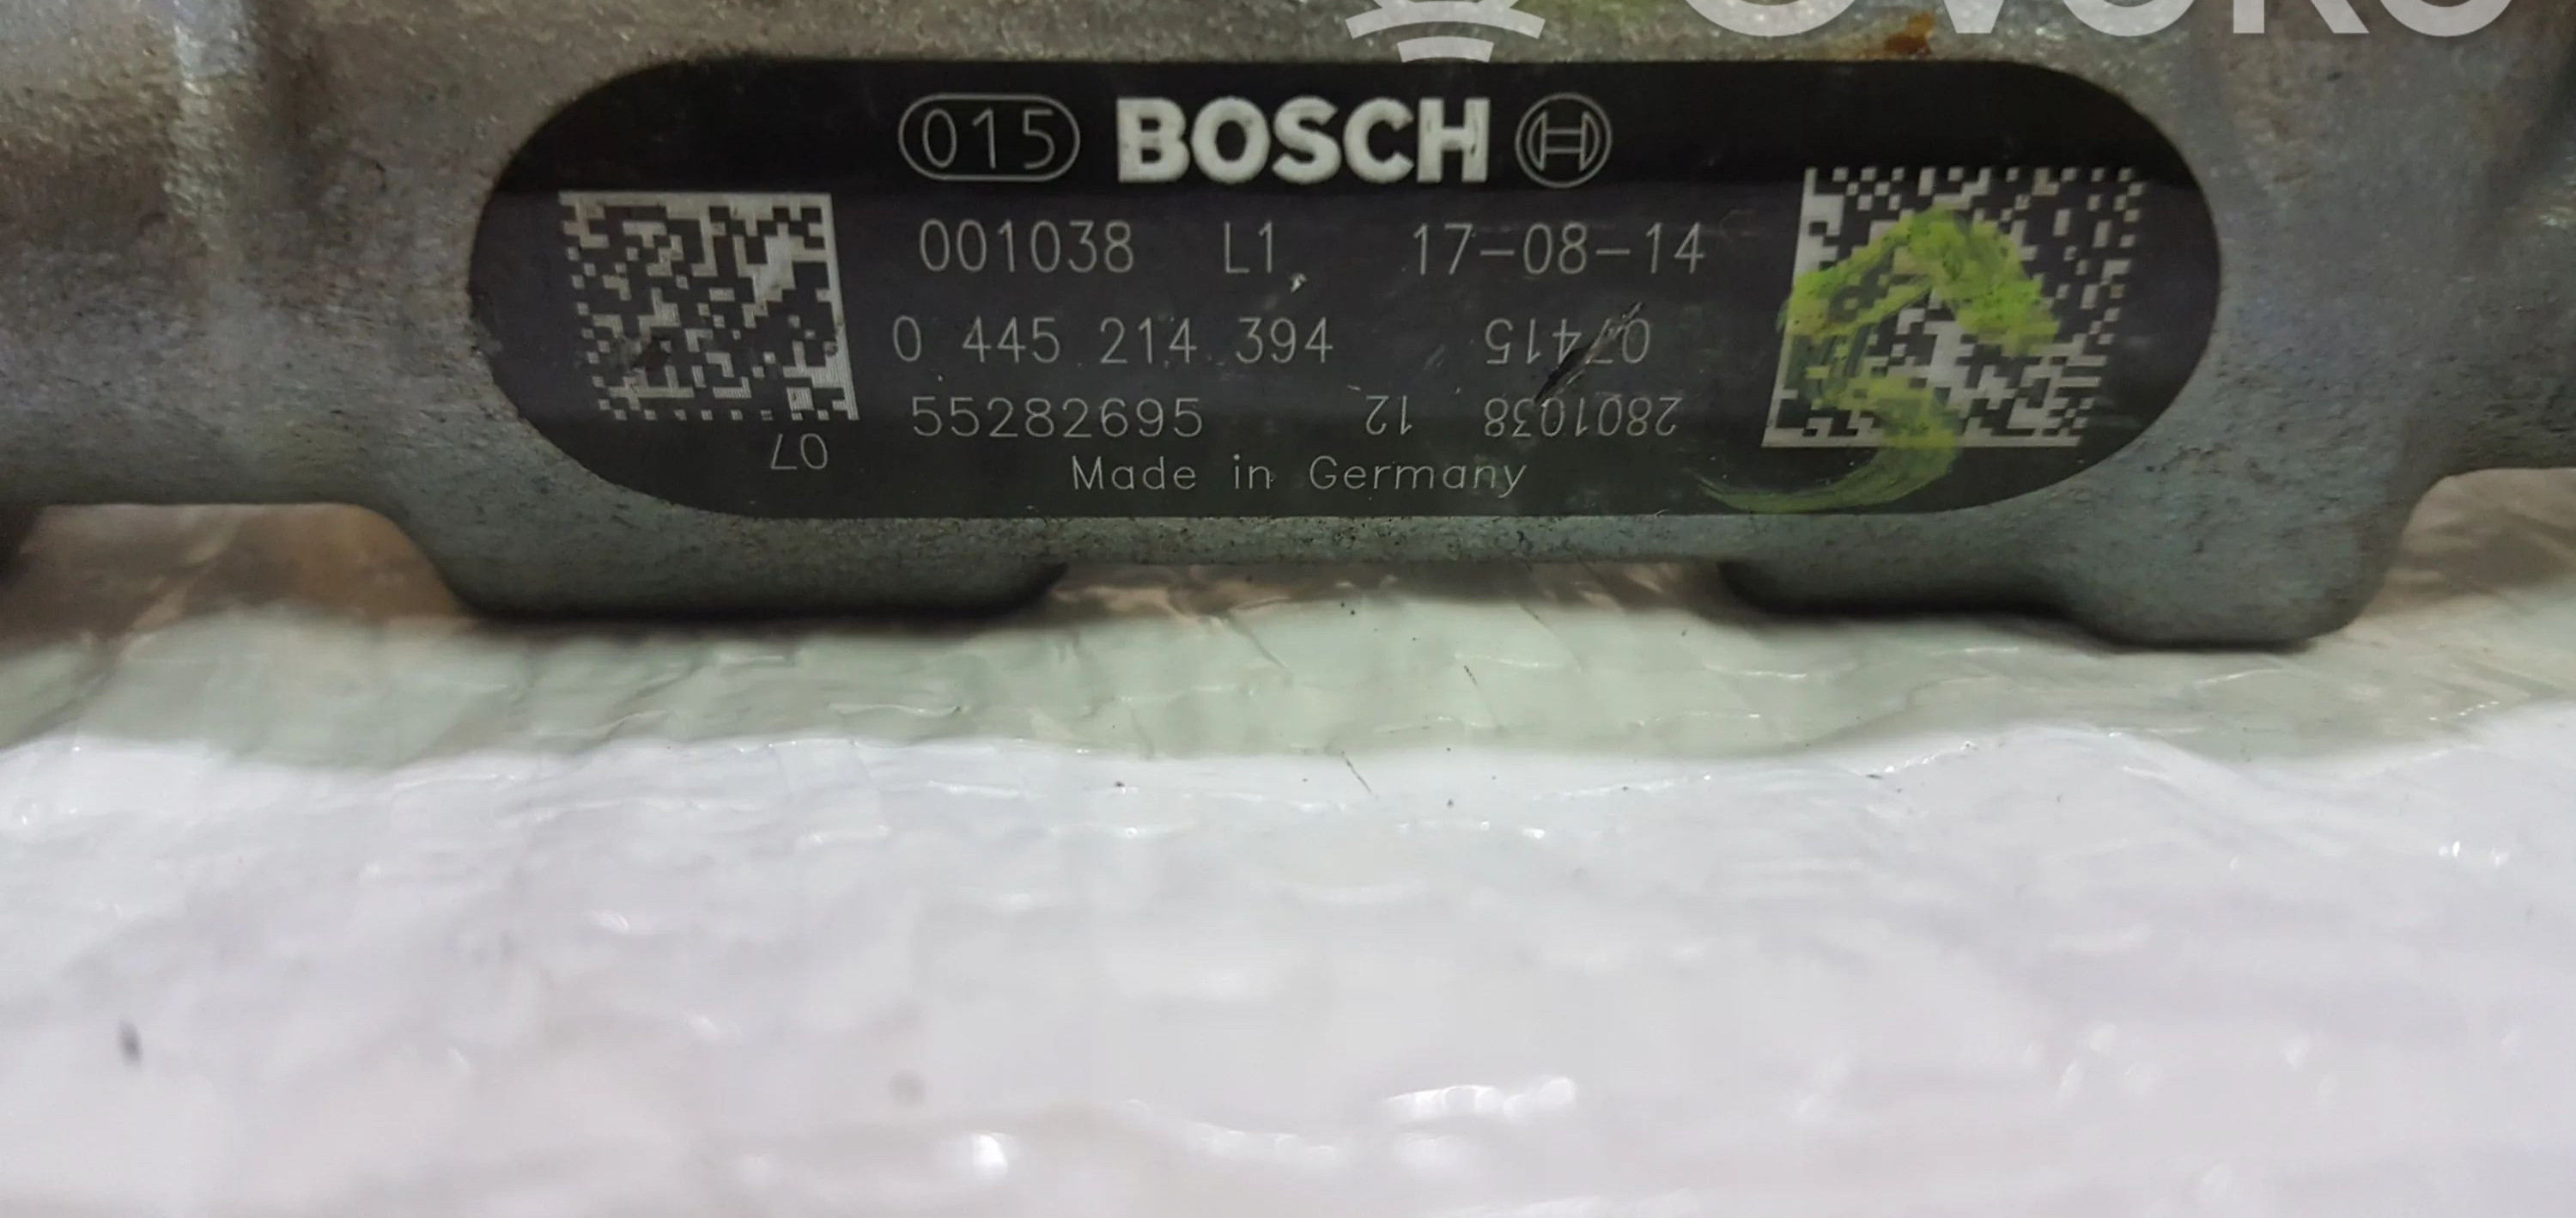 OVOKO
015 BOSCH
001038 L1 17-08-14
0 445 214 394 07415
55282695 12 2801038
07
Made in Germany